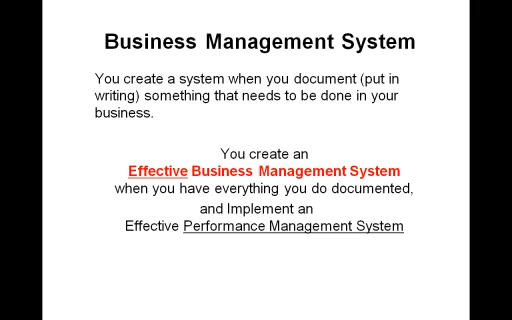 Business Management System
You create a system when you document (put in
writing) something that needs to be done in your
business.
You create an
Effective Business Management System
when you have everything you do documented,
and Implement an
Effective Performance Management System